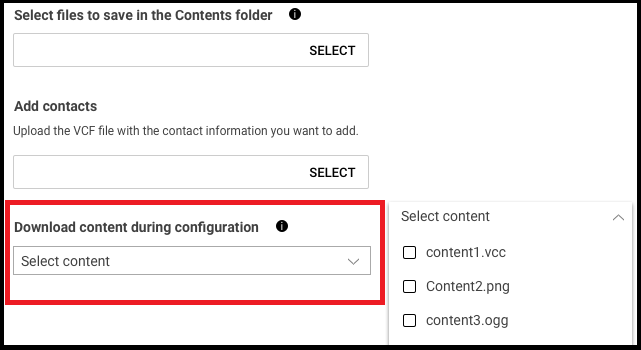 Select files to save in the Contents folder
SELECT
Add contacts
Upload the VCF file with the contact information you want to add.
SELECT
Download content during configuration
Select content
Select content
content1.vcc
Content2.png
content3.ogg